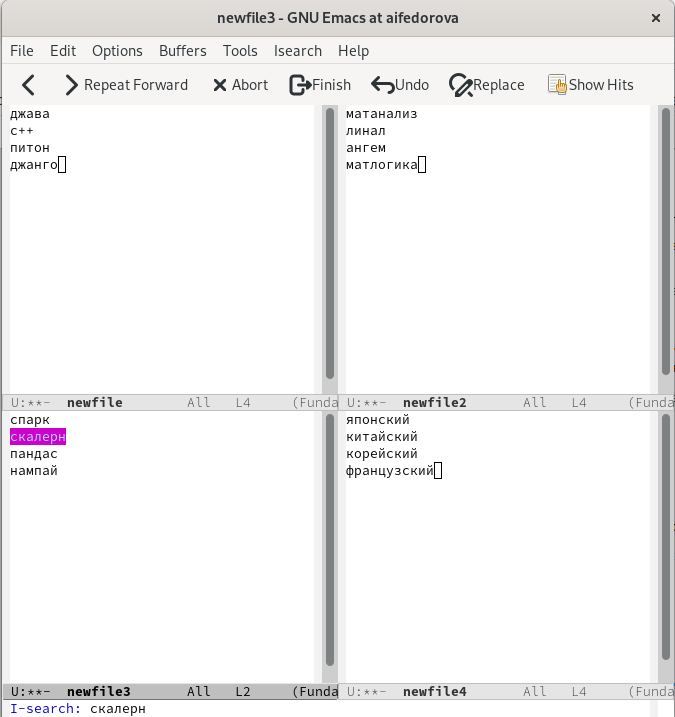 newfile3 - GNU Emacs at aifedorova
File Edit Options Buffers Tools Isearch Help
Repeat Forward Abort Finish Undo Replace Show Hits
джава
с++
питон
джанго
U:**- newfile All L4 (Funda
матанализ
линал
ангем
матлогика
U:**- newfile2 All L4 (Funda
спарк
скалерн
пандас
нампай
U:**- newfile3 All L2 (Funda
японский
китайский
корейский
французский
U:**- newfile4 All L4 (Funda
I-search: скалерн